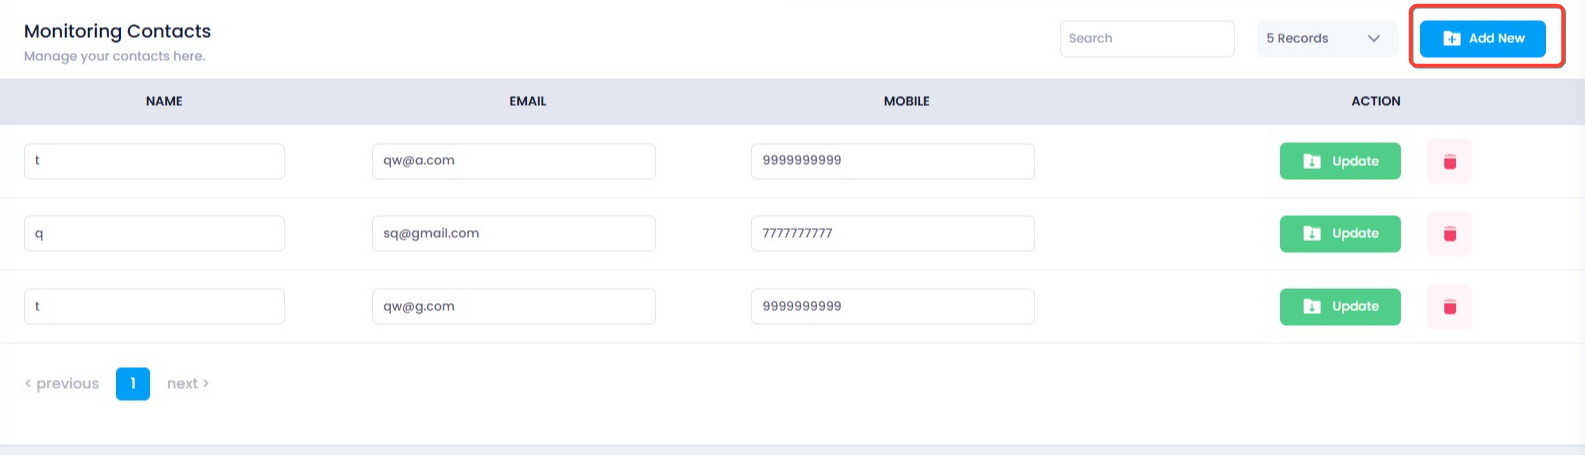 Monitoring Contacts
Manage your contacts here.
Search
5 Records
Add New
NAME EMAIL MOBILE ACTION
t qw@a.com 9999999999 Update
q sq@gmail.com 7777777777 Update
t qw@g.com 9999999999 Update
< previous 1 next >